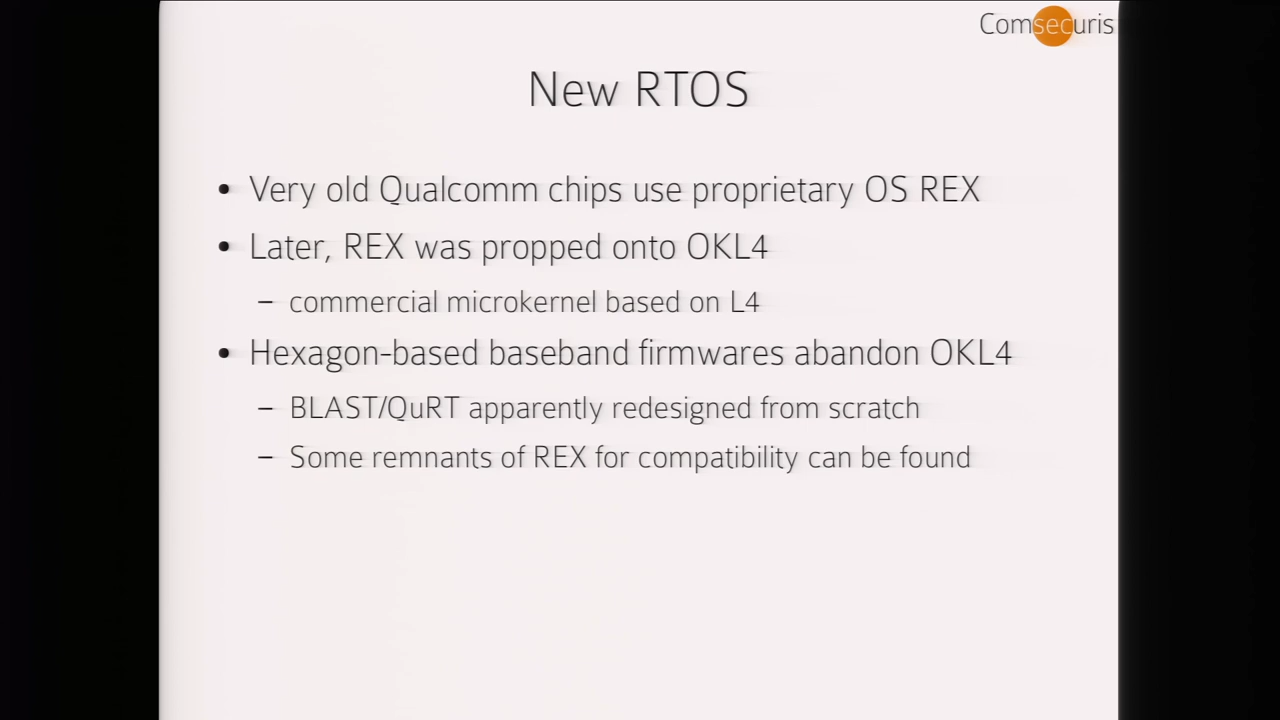 Comsecuris
New RTOS
• Very old Qualcomm chips use proprietary OS REX
• Later, REX was propped onto OKL4
– commercial microkernel based on L4
• Hexagon-based baseband firmwares abandon OKL4
– BLAST/QuRT apparently redesigned from scratch
– Some remnants of REX for compatibility can be found